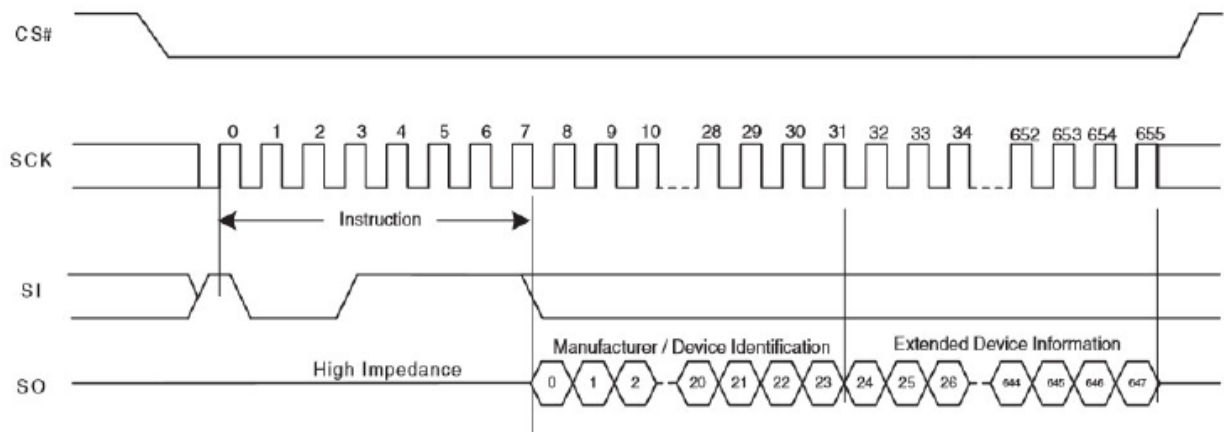 CS#
0 1 2 3 4 5 6 7 8 9 10 28 29 30 31 32 33 34 652 653 654 655
SCK
Instruction
SI
Manufacturer / Device Identification Extended Device Information
High Impedance
SO 0 1 2 20 21 22 23 24 25 26 644 645 646 647